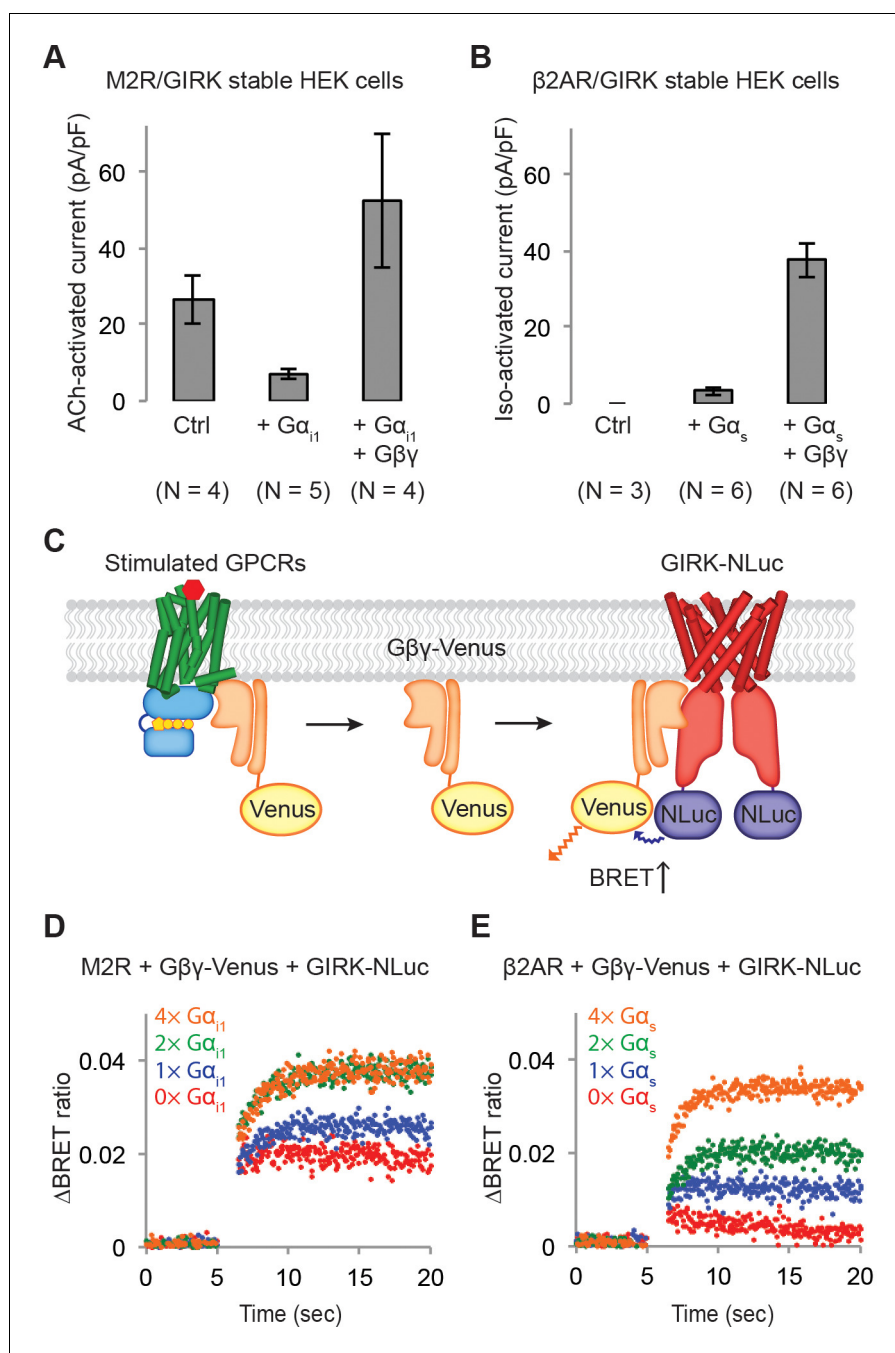 A
M2R/GIRK stable HEK cells
ACh-activated current (pA/pF)
60
40
20
0
Ctrl
+ Gαi1
+ Gαi1
+ Gβγ
(N = 4)
(N = 5)
(N = 4)
B
β2AR/GIRK stable HEK cells
Iso-activated current (pA/pF)
60
40
20
0
Ctrl
+ Gαs
+ Gαs
+ Gβγ
(N = 3)
(N = 6)
(N = 6)
C
Stimulated GPCRs
GIRK-NLuc
Gβγ-Venus
Venus
Venus
Venus
NLuc
NLuc
BRET↑
D
M2R + Gβγ-Venus + GIRK-NLuc
4× Gαi1
2× Gαi1
1× Gαi1
0× Gαi1
ΔBRET ratio
0.04
0.02
0
0 5 10 15 20
Time (sec)
E
β2AR + Gβγ-Venus + GIRK-NLuc
4× Gαs
2× Gαs
1× Gαs
0× Gαs
ΔBRET ratio
0.04
0.02
0
0 5 10 15 20
Time (sec)